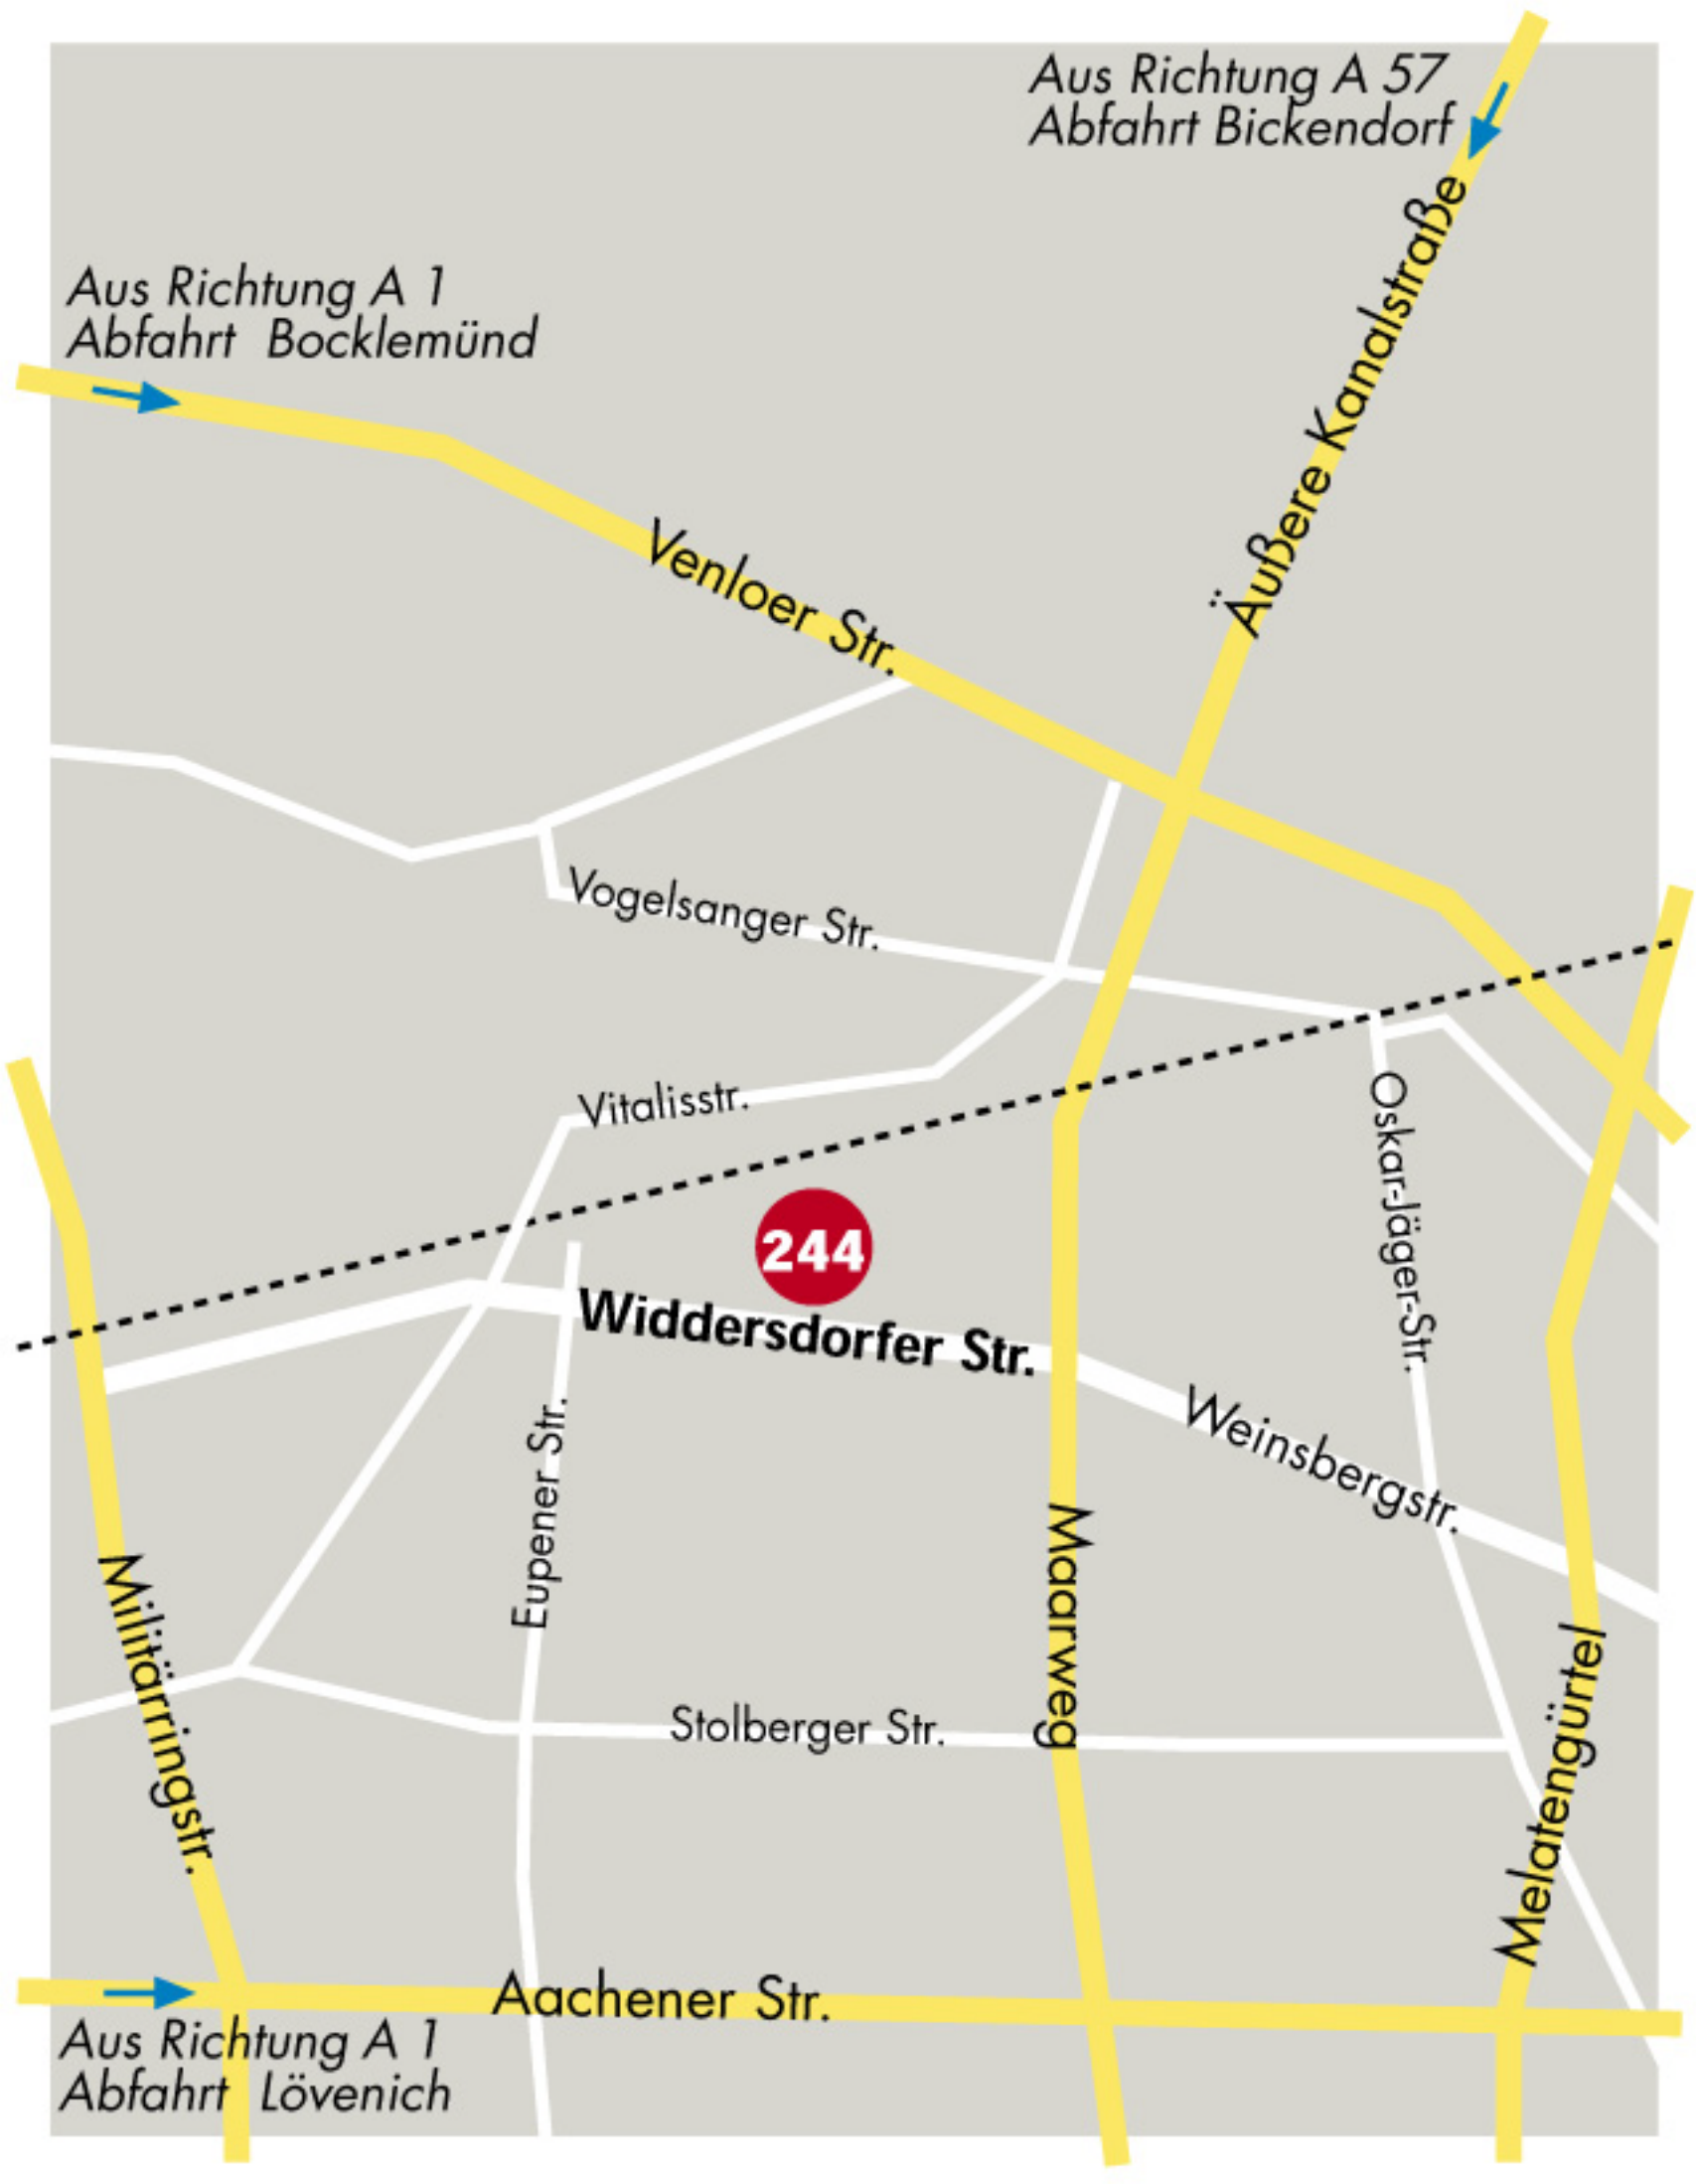 Aus Richtung A 57
Abfahrt Bickendorf
Äußere Kanalstraße
Aus Richtung A 1
Abfahrt Bocklemünd
Venloer Str.
Vogelsanger Str.
Vitalisstr.
Oskar-Jäger-Str.
244
Widdersdorfer Str.
Weinsbergstr.
Eupener Str.
Maarweg
Militärringstr.
Melatengürtel
Stolberger Str.
Aachener Str.
Aus Richtung A 1
Abfahrt Lövenich